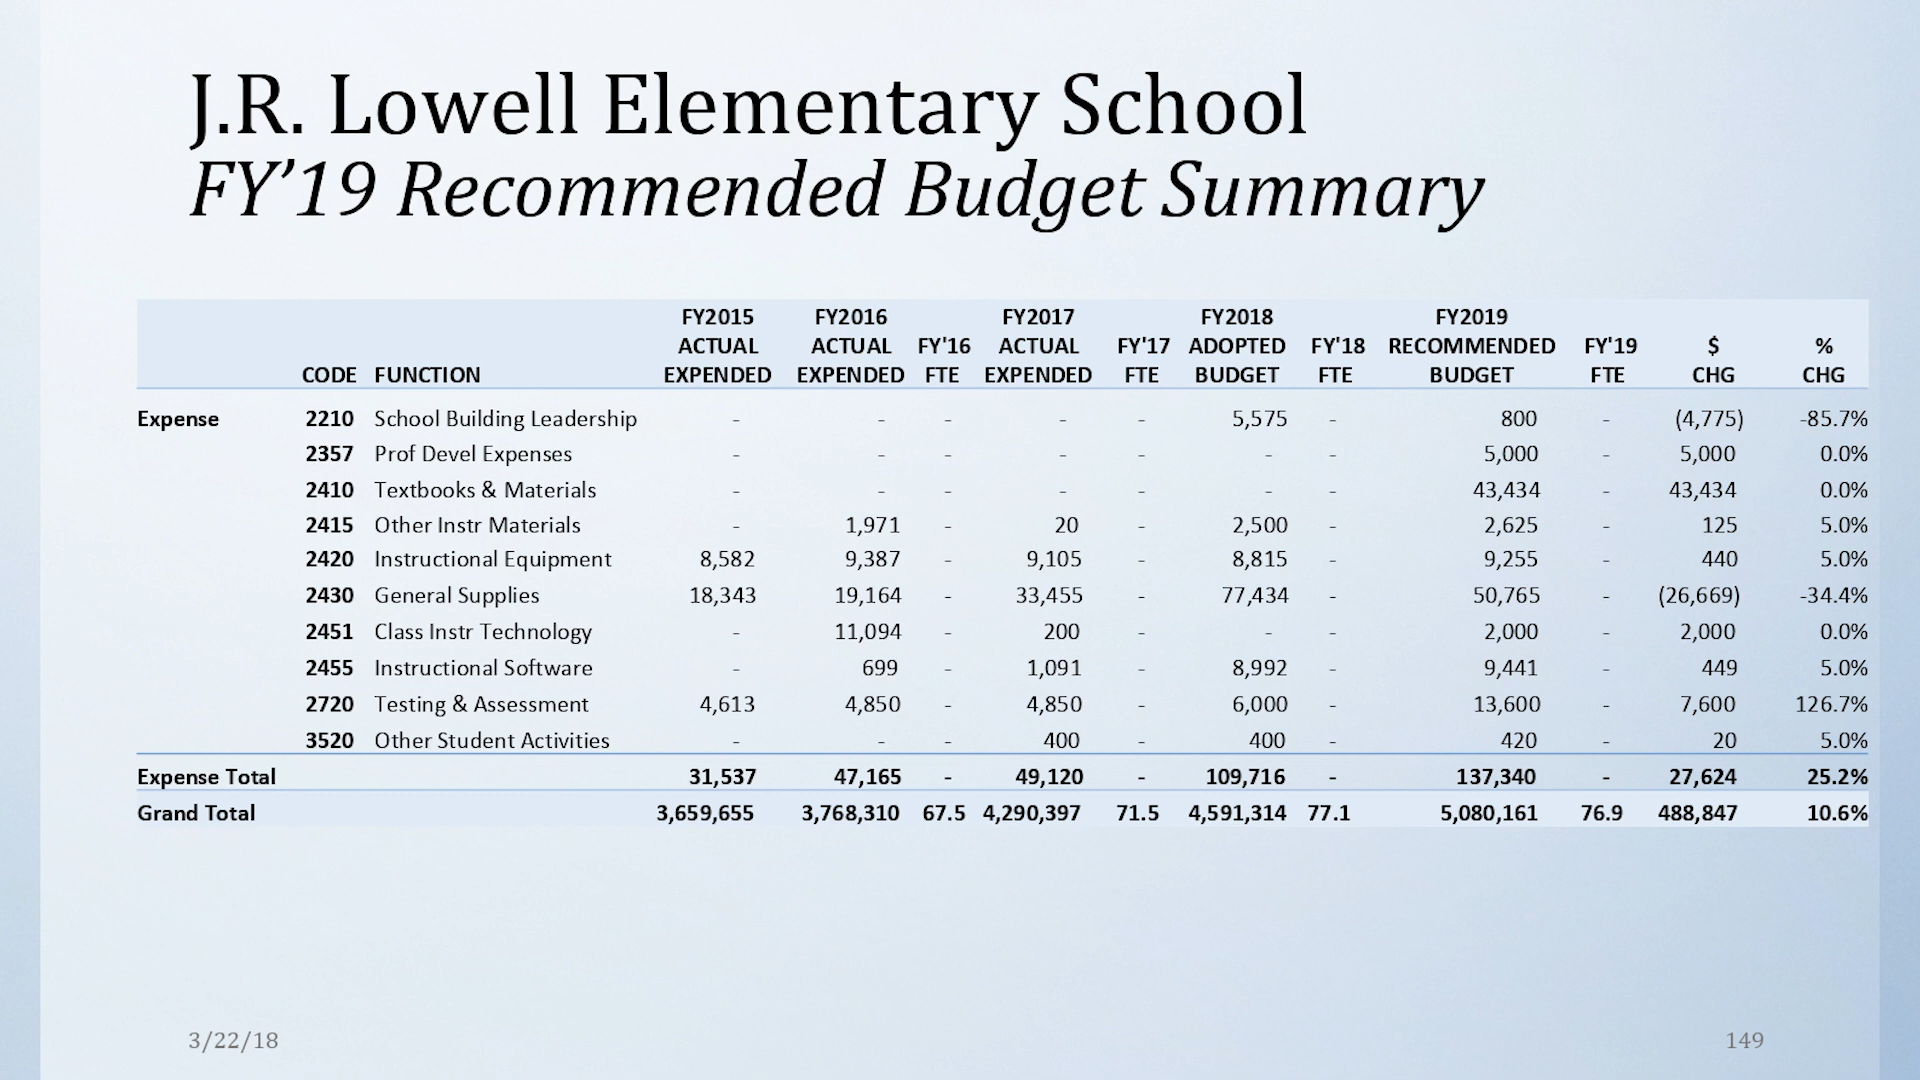 J.R. Lowell Elementary School
FY’19 Recommended Budget Summary
FY2015 FY2016 FY2017 FY2018 FY2019
ACTUAL ACTUAL FY'16 ACTUAL FY'17 ADOPTED FY'18 RECOMMENDED FY'19 $ %
CODE FUNCTION EXPENDED EXPENDED FTE EXPENDED FTE BUDGET FTE BUDGET FTE CHG CHG
Expense 2210 School Building Leadership - - - - - 5,575 - 800 - (4,775) -85.7%
2357 Prof Devel Expenses - - - - - - - 5,000 - 5,000 0.0%
2410 Textbooks & Materials - - - - - - - 43,434 - 43,434 0.0%
2415 Other Instr Materials - 1,971 - 20 - 2,500 - 2,625 - 125 5.0%
2420 Instructional Equipment 8,582 9,387 - 9,105 - 8,815 - 9,255 - 440 5.0%
2430 General Supplies 18,343 19,164 - 33,455 - 77,434 - 50,765 - (26,669) -34.4%
2451 Class Instr Technology - 11,094 - 200 - - - 2,000 - 2,000 0.0%
2455 Instructional Software - 699 - 1,091 - 8,992 - 9,441 - 449 5.0%
2720 Testing & Assessment 4,613 4,850 - 4,850 - 6,000 - 13,600 - 7,600 126.7%
3520 Other Student Activities - - - 400 - 400 - 420 - 20 5.0%
Expense Total 31,537 47,165 - 49,120 - 109,716 - 137,340 - 27,624 25.2%
Grand Total 3,659,655 3,768,310 67.5 4,290,397 71.5 4,591,314 77.1 5,080,161 76.9 488,847 10.6%
3/22/18 149